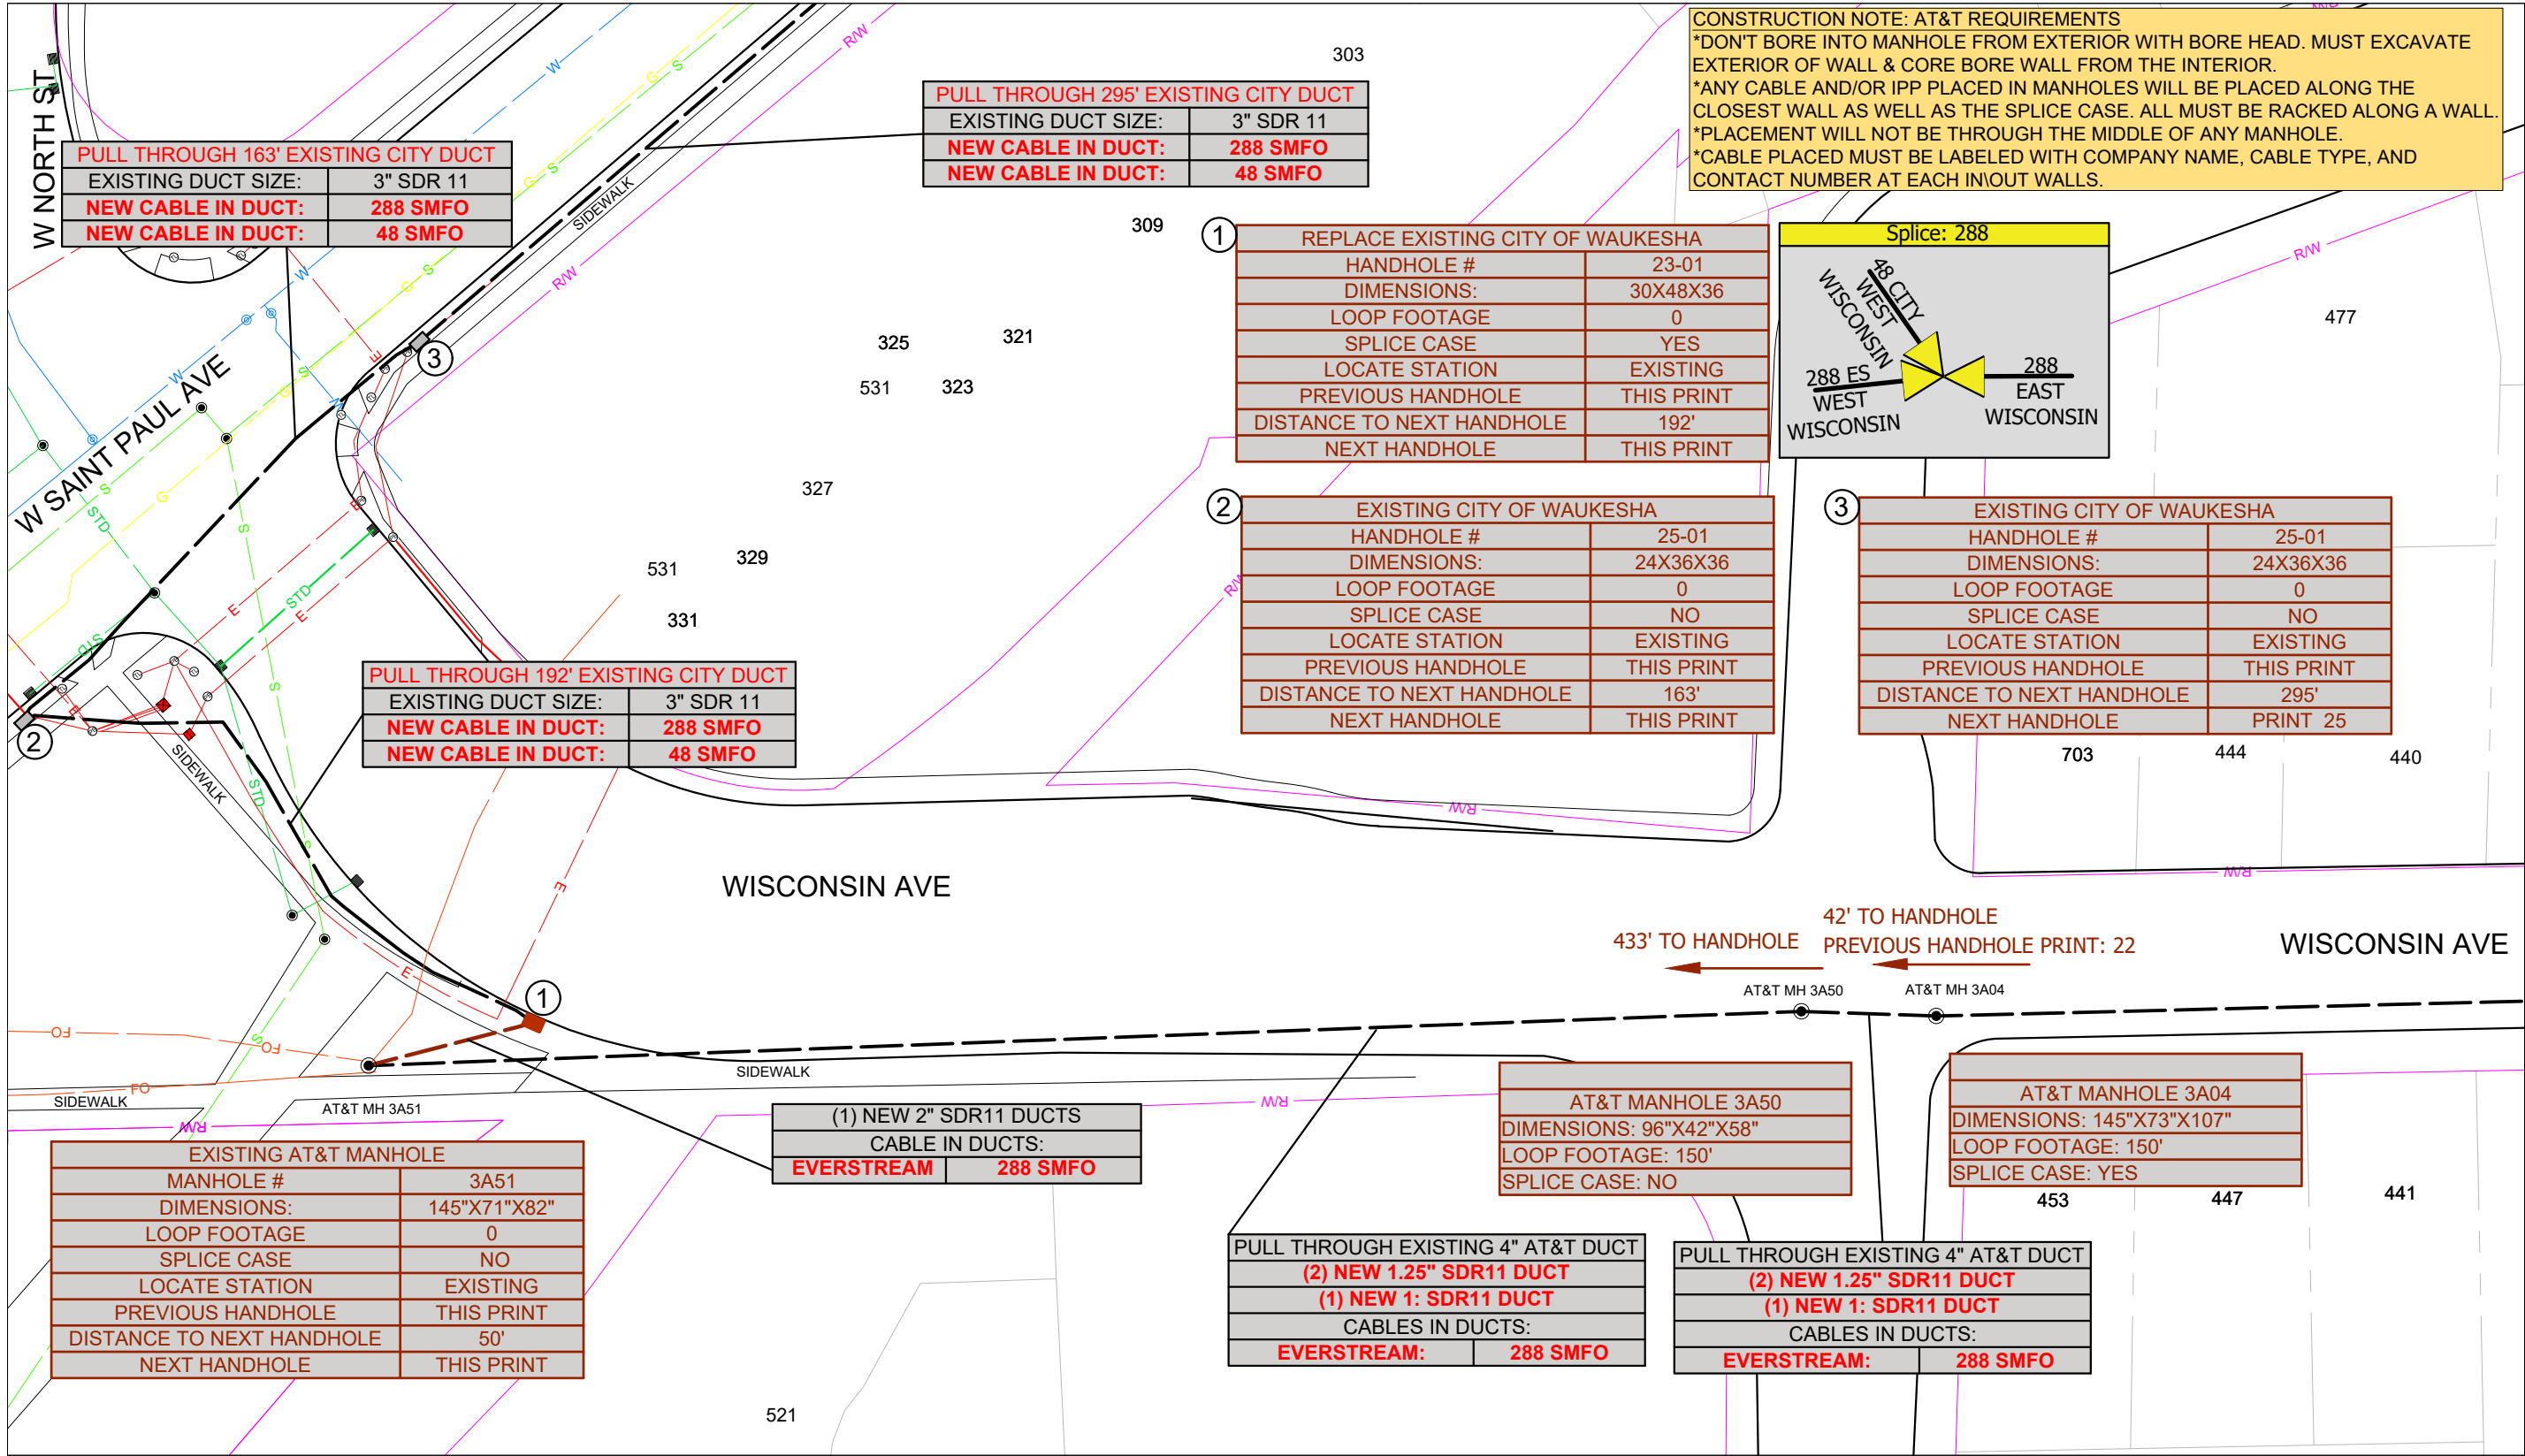 CONSTRUCTION NOTE: AT&T REQUIREMENTS
*DON'T BORE INTO MANHOLE FROM EXTERIOR WITH BORE HEAD. MUST EXCAVATE
EXTERIOR OF WALL & CORE BORE WALL FROM THE INTERIOR.
*ANY CABLE AND/OR IPP PLACED IN MANHOLES WILL BE PLACED ALONG THE
CLOSEST WALL AS WELL AS THE SPLICE CASE. ALL MUST BE RACKED ALONG A WALL.
*PLACEMENT WILL NOT BE THROUGH THE MIDDLE OF ANY MANHOLE.
*CABLE PLACED MUST BE LABELED WITH COMPANY NAME, CABLE TYPE, AND
CONTACT NUMBER AT EACH IN\OUT WALLS.
W NORTH ST
PULL THROUGH 163' EXISTING CITY DUCT
EXISTING DUCT SIZE: 3" SDR 11
NEW CABLE IN DUCT: 288 SMFO
NEW CABLE IN DUCT: 48 SMFO
PULL THROUGH 295' EXISTING CITY DUCT
EXISTING DUCT SIZE: 3" SDR 11
NEW CABLE IN DUCT: 288 SMFO
NEW CABLE IN DUCT: 48 SMFO
303
309
SIDEWALK
R/W
R/W
R/W
W
W
W
W
W
G
G
G
G
G
S
S
S
S
S
1
REPLACE EXISTING CITY OF WAUKESHA
HANDHOLE # 23-01
DIMENSIONS: 30X48X36
LOOP FOOTAGE 0
SPLICE CASE YES
LOCATE STATION EXISTING
PREVIOUS HANDHOLE THIS PRINT
DISTANCE TO NEXT HANDHOLE 192'
NEXT HANDHOLE THIS PRINT
Splice: 288
48 CITY
WEST
WISCONSIN
288 ES
WEST
WISCONSIN
288
EAST
WISCONSIN
477
325
321
531
323
327
531
329
331
3
W SAINT PAUL AVE
2
EXISTING CITY OF WAUKESHA
HANDHOLE # 25-01
DIMENSIONS: 24X36X36
LOOP FOOTAGE 0
SPLICE CASE NO
LOCATE STATION EXISTING
PREVIOUS HANDHOLE THIS PRINT
DISTANCE TO NEXT HANDHOLE 163'
NEXT HANDHOLE THIS PRINT
3
EXISTING CITY OF WAUKESHA
HANDHOLE # 25-01
DIMENSIONS: 24X36X36
LOOP FOOTAGE 0
SPLICE CASE NO
LOCATE STATION EXISTING
PREVIOUS HANDHOLE THIS PRINT
DISTANCE TO NEXT HANDHOLE 295'
NEXT HANDHOLE PRINT 25
703
444
440
STD
STD
STD
STD
E
E
E
E
E
R/W
PULL THROUGH 192' EXISTING CITY DUCT
EXISTING DUCT SIZE: 3" SDR 11
NEW CABLE IN DUCT: 288 SMFO
NEW CABLE IN DUCT: 48 SMFO
2
SIDEWALK
S
S
S
R/W
R/W
WISCONSIN AVE
E
E
433' TO HANDHOLE
42' TO HANDHOLE
PREVIOUS HANDHOLE PRINT: 22
WISCONSIN AVE
AT&T MH 3A50
AT&T MH 3A04
1
FO
FO
FO
S
SIDEWALK
SIDEWALK
AT&T MH 3A51
R/W
R/W
EXISTING AT&T MANHOLE
MANHOLE # 3A51
DIMENSIONS: 145"X71"X82"
LOOP FOOTAGE 0
SPLICE CASE NO
LOCATE STATION EXISTING
PREVIOUS HANDHOLE THIS PRINT
DISTANCE TO NEXT HANDHOLE 50'
NEXT HANDHOLE THIS PRINT
(1) NEW 2" SDR11 DUCTS
CABLE IN DUCTS:
EVERSTREAM 288 SMFO
AT&T MANHOLE 3A50
DIMENSIONS: 96"X42"X58"
LOOP FOOTAGE: 150'
SPLICE CASE: NO
AT&T MANHOLE 3A04
DIMENSIONS: 145"X73"X107"
LOOP FOOTAGE: 150'
SPLICE CASE: YES
453
447
441
PULL THROUGH EXISTING 4" AT&T DUCT
(2) NEW 1.25" SDR11 DUCT
(1) NEW 1: SDR11 DUCT
CABLES IN DUCTS:
EVERSTREAM: 288 SMFO
PULL THROUGH EXISTING 4" AT&T DUCT
(2) NEW 1.25" SDR11 DUCT
(1) NEW 1: SDR11 DUCT
CABLES IN DUCTS:
EVERSTREAM: 288 SMFO
521